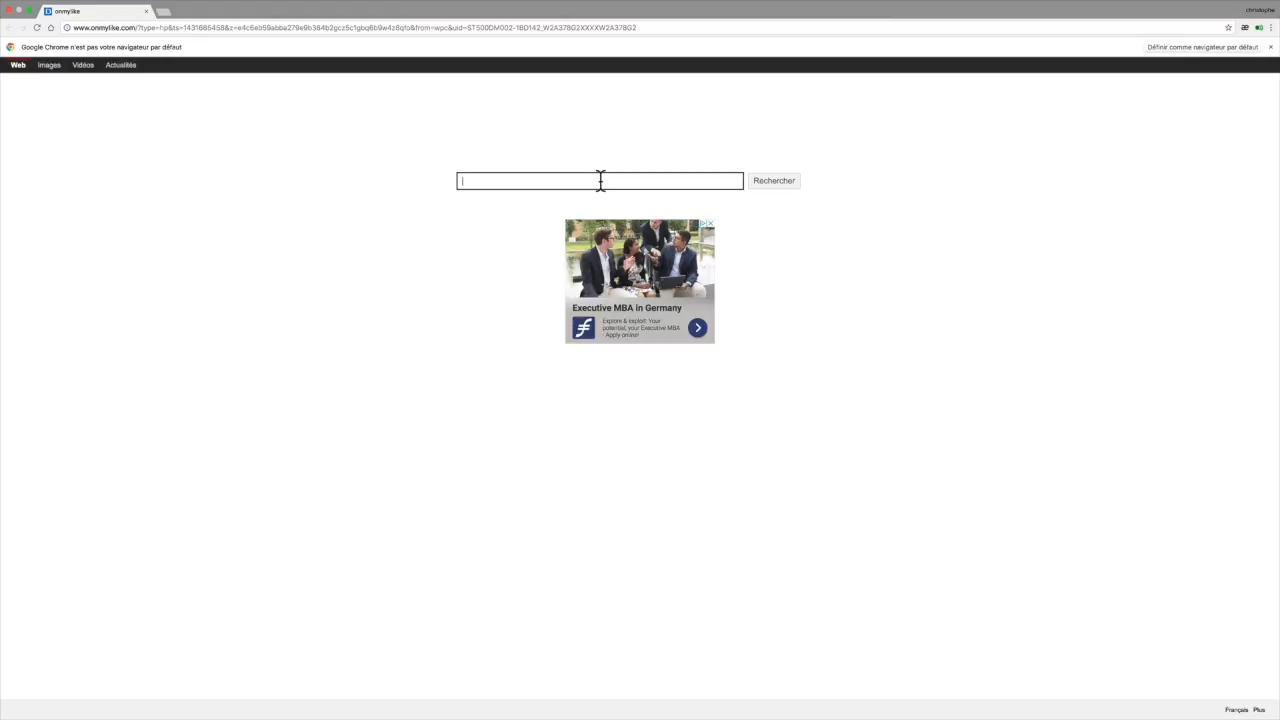 onmylike
christophe
www.onmylike.com/?type=hp&ts=1431685458&z=e4c6eb59abba279e9b384b2gcz5c1gbq6b9w4z8qfo&from=wpc&uid=ST500DM002-1BD142_W2A378G2XXXXW2A378G2
Google Chrome n'est pas votre navigateur par défaut
Définir comme navigateur par défaut
Web Images Vidéos Actualités
Rechercher
Executive MBA in Germany
Explore & exploit: Your
potential, your Executive MBA
- Apply online!
Français Plus